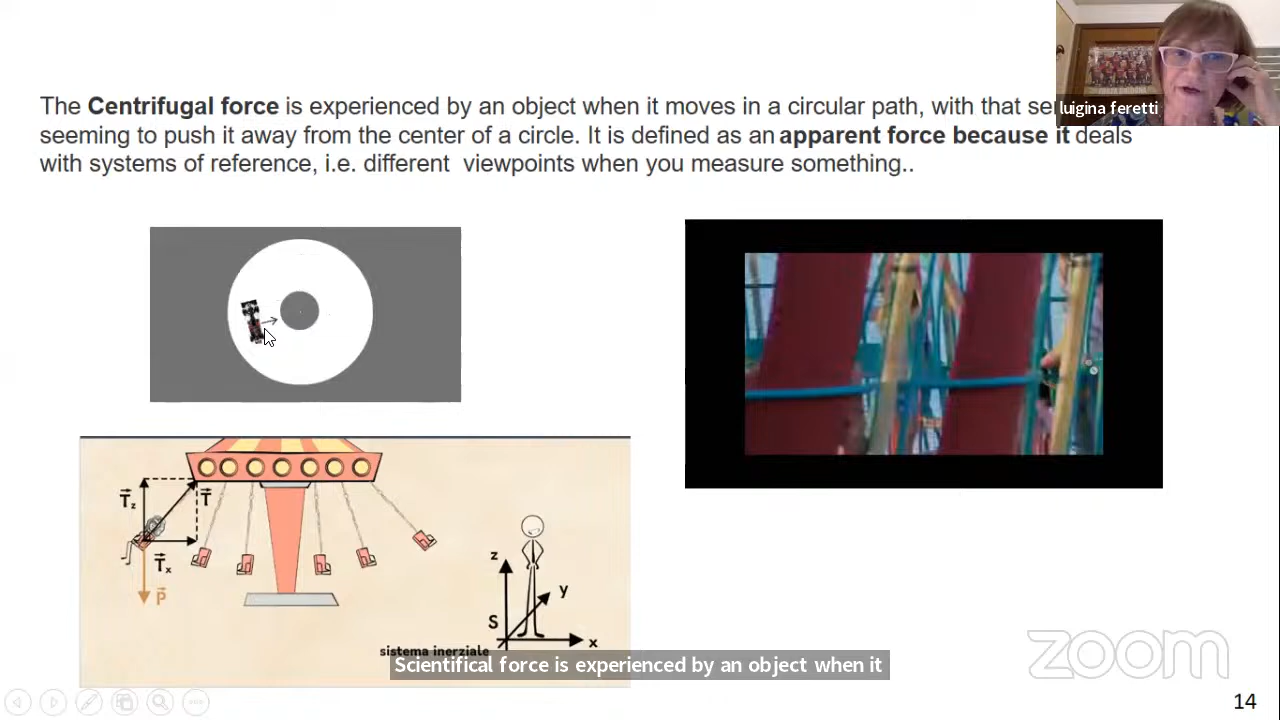 The Centrifugal force is experienced by an object when it moves in a circular path, with that
luigina feretti
seeming to push it away from the center of a circle. It is defined as an apparent force because it deals
with systems of reference, i.e. different viewpoints when you measure something..
T z
T
T x
P
z
y
S
x
sistema inerziale
Scientifical force is experienced by an object when it
zoom
14